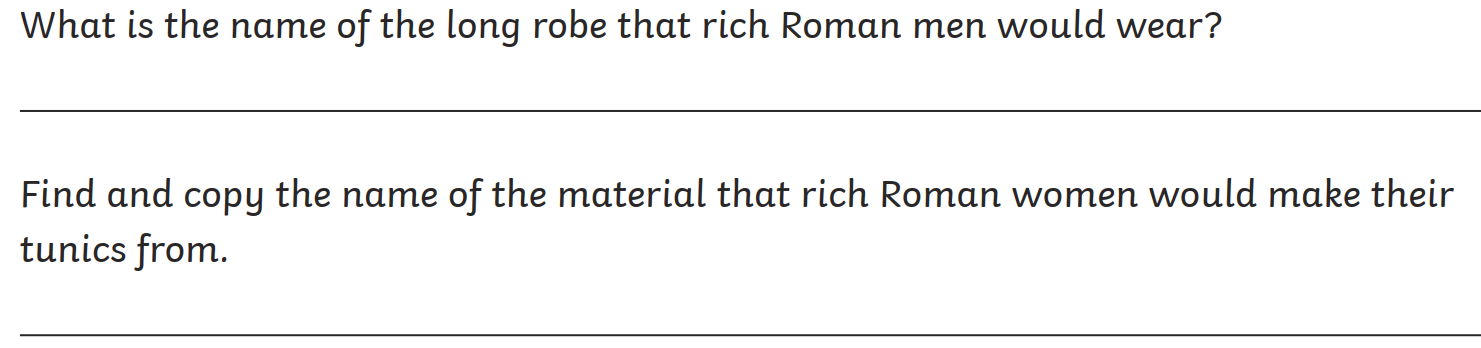 What is the name of the long robe that rich Roman men would wear?
Find and copy the name of the material that rich Roman women would make their
tunics from.